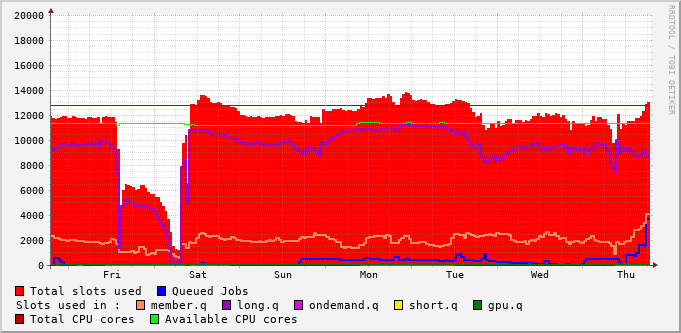 20000
18000
16000
14000
12000
10000
8000
6000
4000
2000
0
Fri Sat Sun Mon Tue Wed Thu
RRDTOOL / TOBI OETIKER
Total slots used Queued Jobs
Slots used in : member.q long.q ondemand.q short.q gpu.q
Total CPU cores Available CPU cores